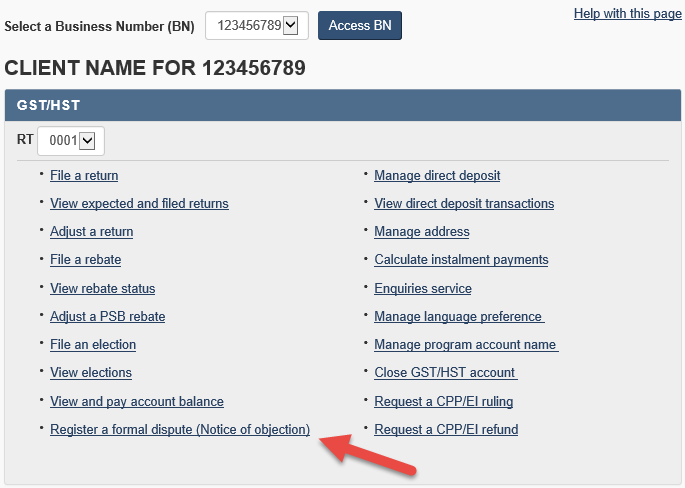 Help with this page
Select a Business Number (BN) 123456789 Access BN
CLIENT NAME FOR 123456789
GST/HST
RT 0001
• File a return
• View expected and filed returns
• Adjust a return
• File a rebate
• View rebate status
• Adjust a PSB rebate
• File an election
• View elections
• View and pay account balance
• Register a formal dispute (Notice of objection)
• Manage direct deposit
• View direct deposit transactions
• Manage address
• Calculate instalment payments
• Enquiries service
• Manage language preference
• Manage program account name
• Close GST/HST account
• Request a CPP/EI ruling
• Request a CPP/EI refund